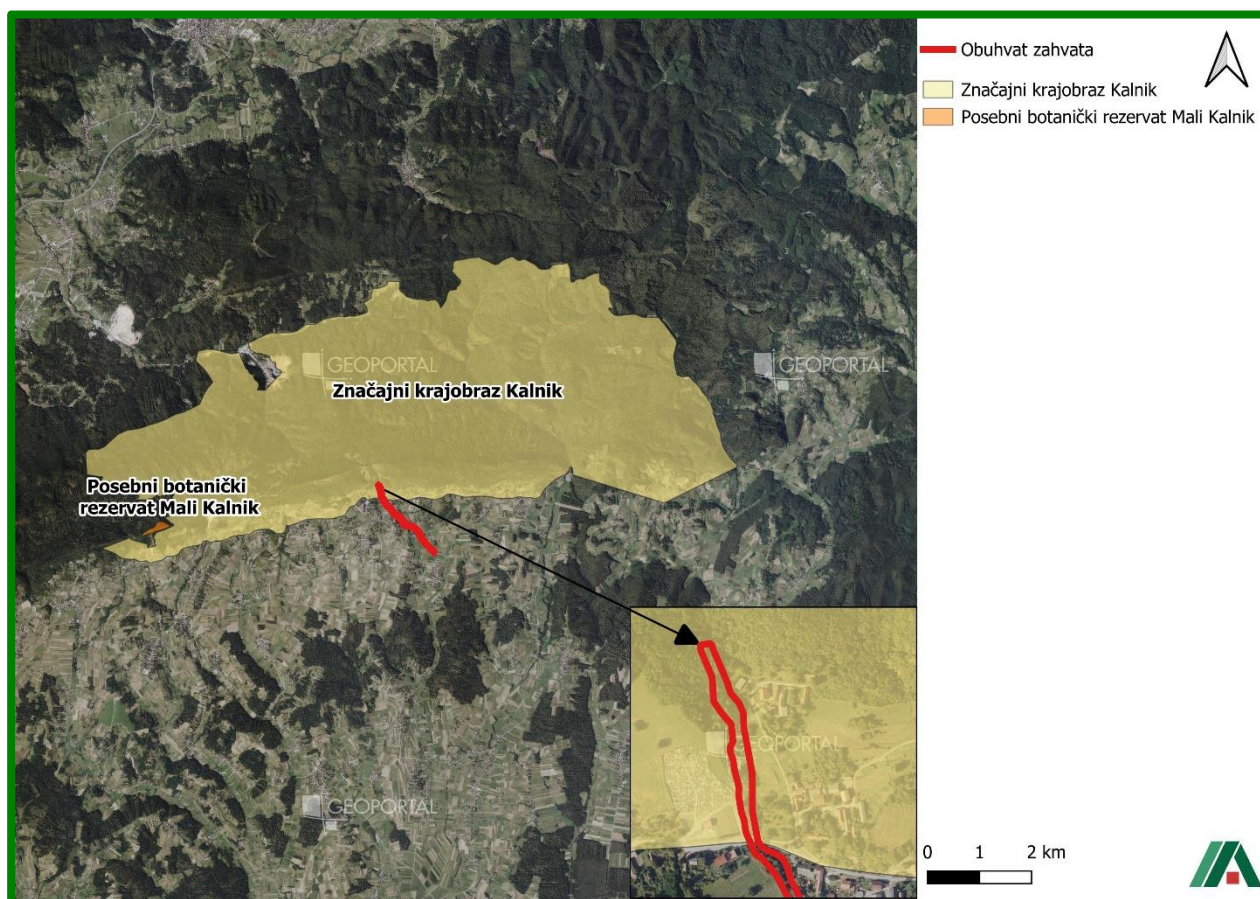 Obuhvat zahvata
Značajni krajobraz Kalnik
Posebni botanički rezervat Mali Kalnik
GEOPORTAL
Značajni krajobraz Kalnik
Posebni botanički
rezervat Mali Kalnik
GEOPORTAL
GEOPORTAL
0 1 2 km